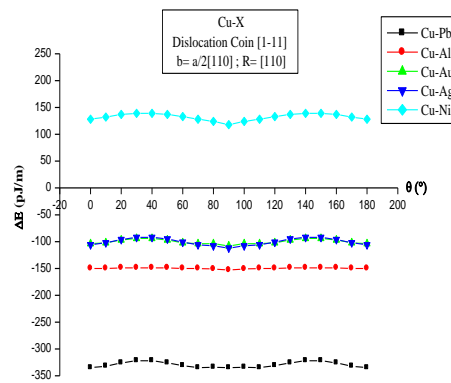 Cu-X
Dislocation Coin [1-11]
b= a/2[110] ; R= [110]
Cu-Pb
Cu-Al
Cu-Au
Cu-Ag
Cu-Ni
ΔE (pJ/m)
250
200
150
100
50
0
-50
-100
-150
-200
-250
-300
-350
-20 0 20 40 60 80 100 120 140 160 180 200
θ (°)